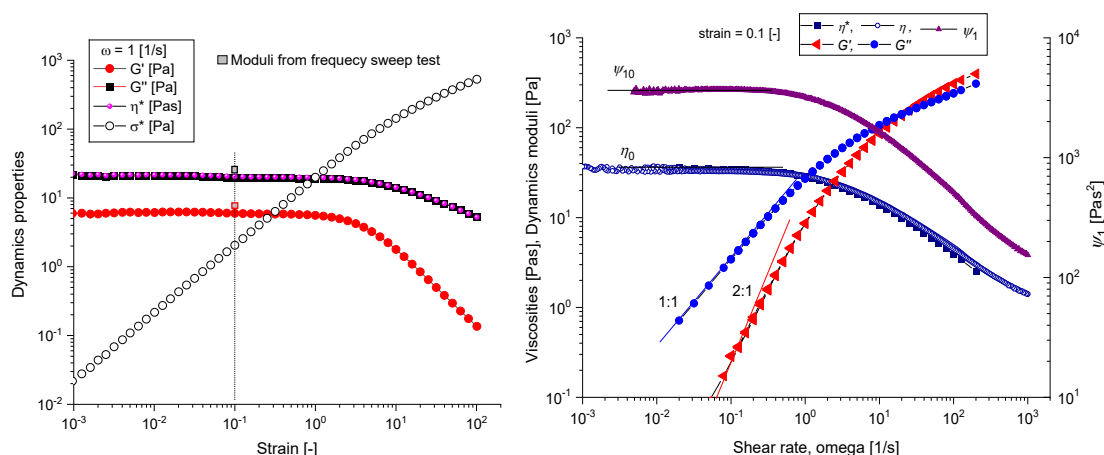 ω = 1 [1/s]
G' [Pa]
G" [Pa]
η* [Pas]
σ* [Pa]
Moduli from frequecy sweep test
Dynamics properties
10³
10²
10¹
10⁰
10⁻¹
10⁻²
10⁻³ 10⁻² 10⁻¹ 10⁰ 10¹ 10²
Strain [-]
strain = 0.1 [-]
η*, η, ψ₁
G', G''
ψ₁₀
η₀
1:1
2:1
Viscosities [Pas], Dynamics moduli [Pa]
10³
10²
10¹
10⁰
10⁻¹
10⁻³ 10⁻² 10⁻¹ 10⁰ 10¹ 10² 10³
Shear rate, omega [1/s]
10⁴
10³
10²
10¹
ψ₁ [Pas²]